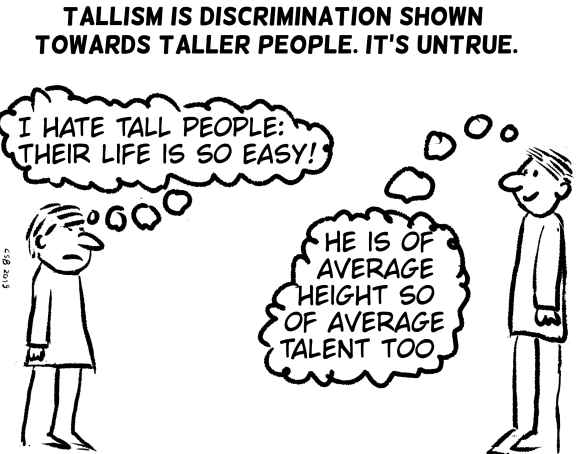 TALLISM IS DISCRIMINATION SHOWN
TOWARDS TALLER PEOPLE. IT'S UNTRUE.
I HATE TALL PEOPLE:
THEIR LIFE IS SO EASY!
HE IS OF
AVERAGE
HEIGHT SO
OF AVERAGE
TALENT TOO
CSB 2019